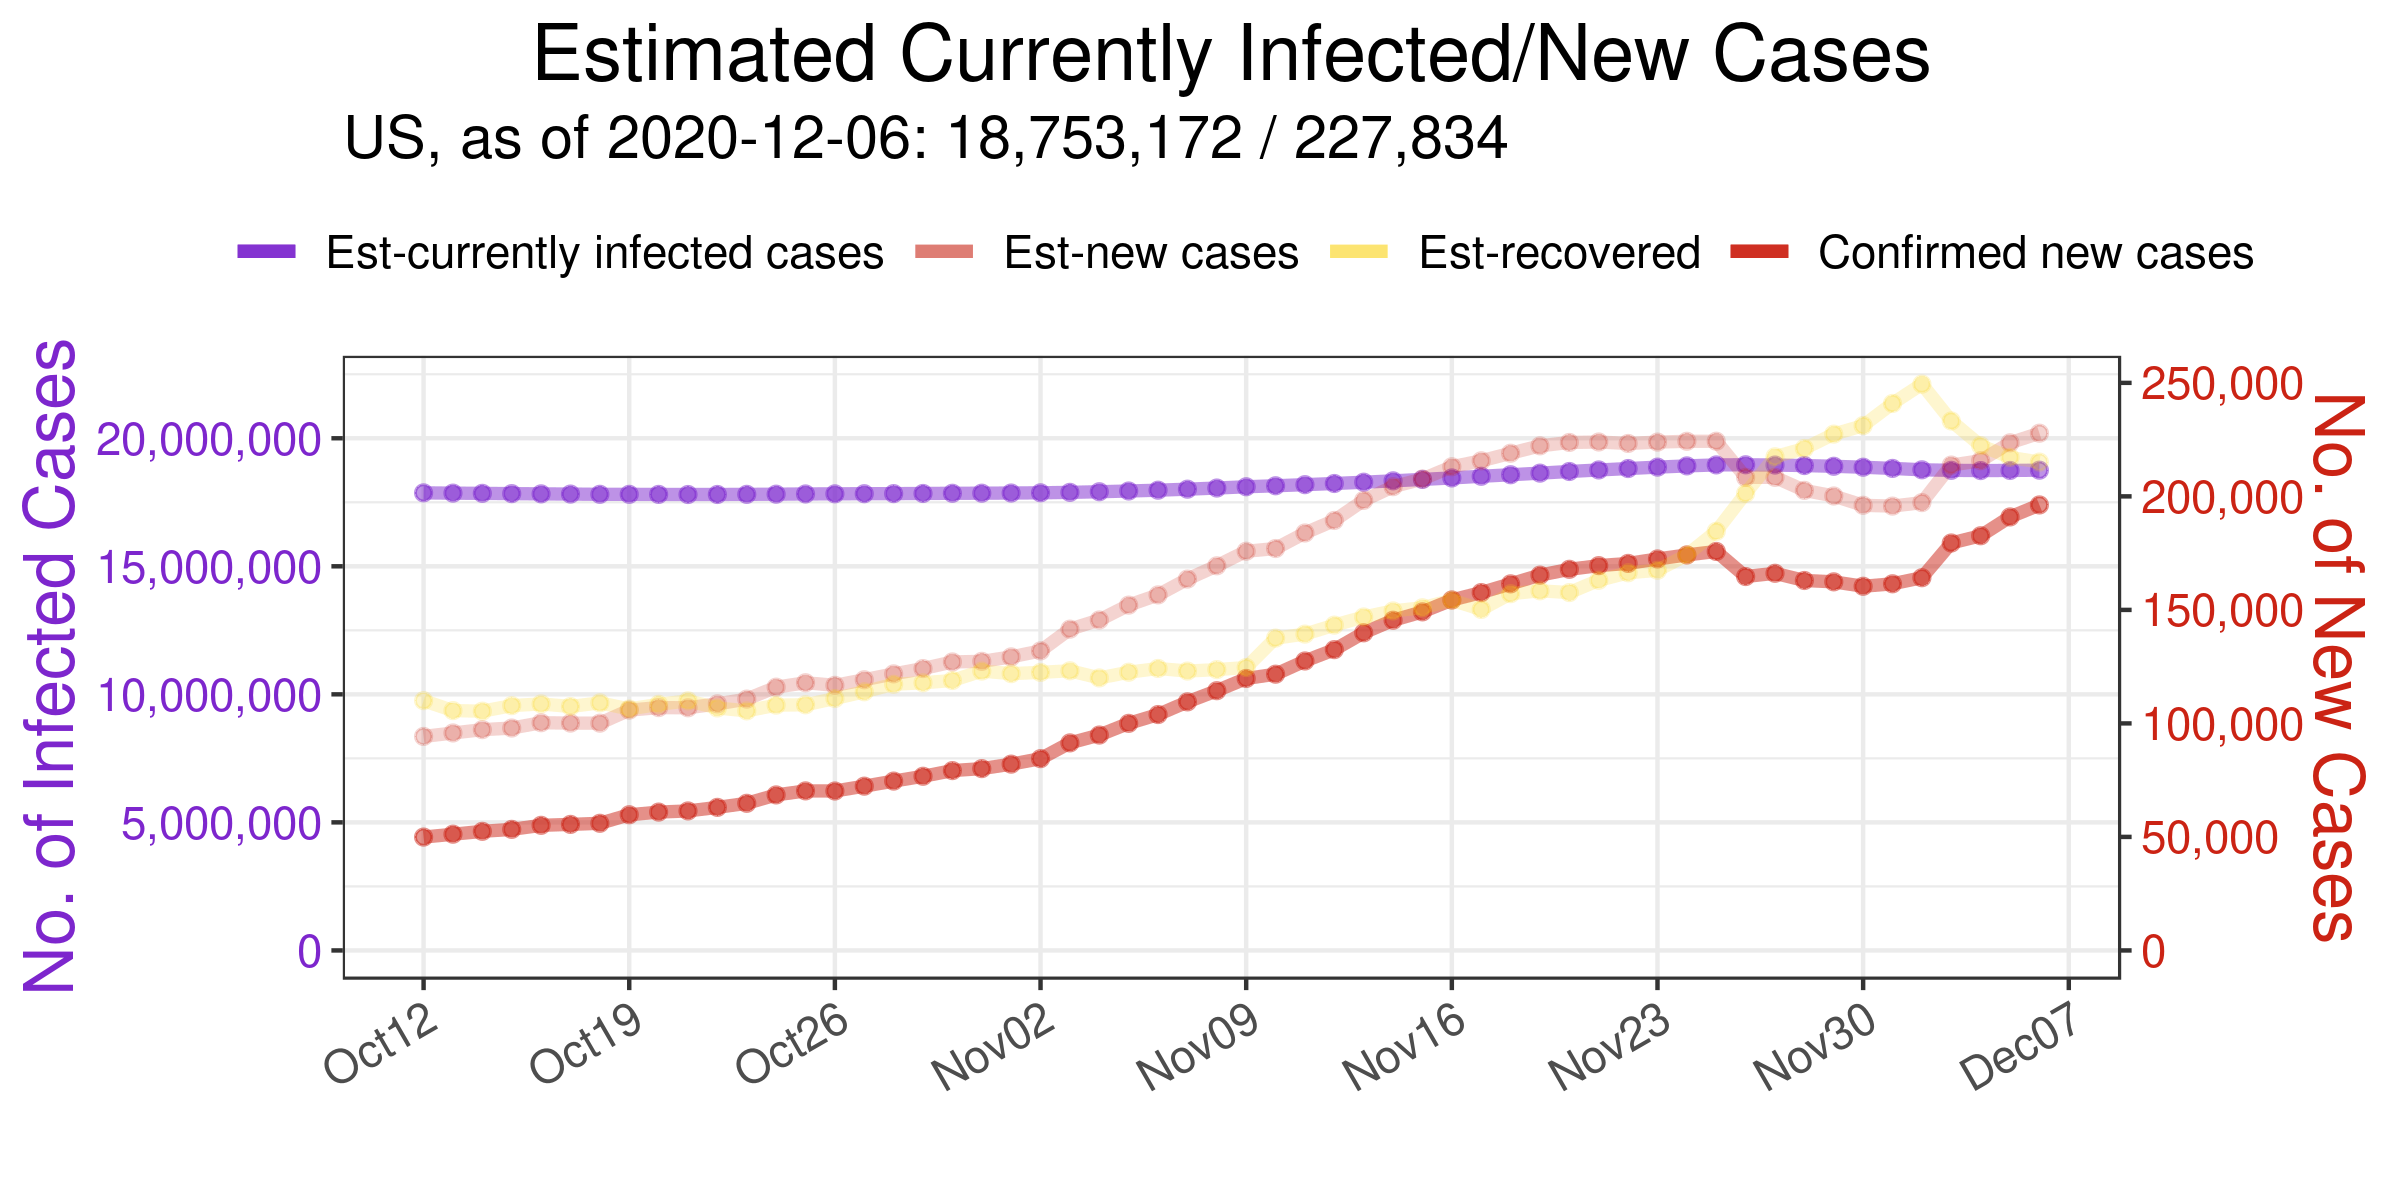 Estimated Currently Infected/New Cases
US, as of 2020-12-06: 18,753,172 / 227,834
Est-currently infected cases Est-new cases Est-recovered Confirmed new cases
No. of Infected Cases
20,000,000
15,000,000
10,000,000
5,000,000
0
250,000
200,000
150,000
100,000
50,000
0
No. of New Cases
Oct12 Oct19 Oct26 Nov02 Nov09 Nov16 Nov23 Nov30 Dec07